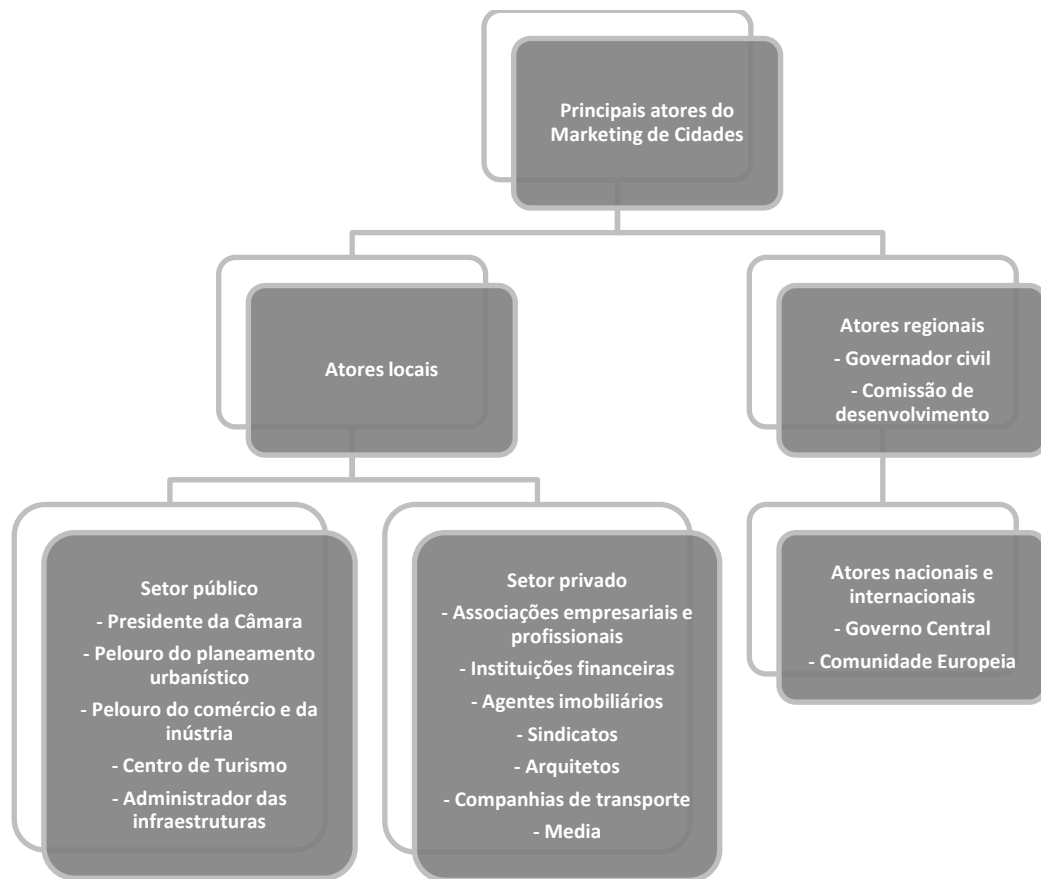 Principais atores do
Marketing de Cidades
Atores locais
Atores regionais
- Governador civil
- Comissão de
desenvolvimento
Setor público
- Presidente da Câmara
- Pelouro do planeamento
urbanístico
- Pelouro do comércio e da
inústria
- Centro de Turismo
- Administrador das
infraestruturas
Setor privado
- Associações empresariais e
profissionais
- Instituições financeiras
- Agentes imobiliários
- Sindicatos
- Arquitetos
- Companhias de transporte
- Media
Atores nacionais e
internacionais
- Governo Central
- Comunidade Europeia